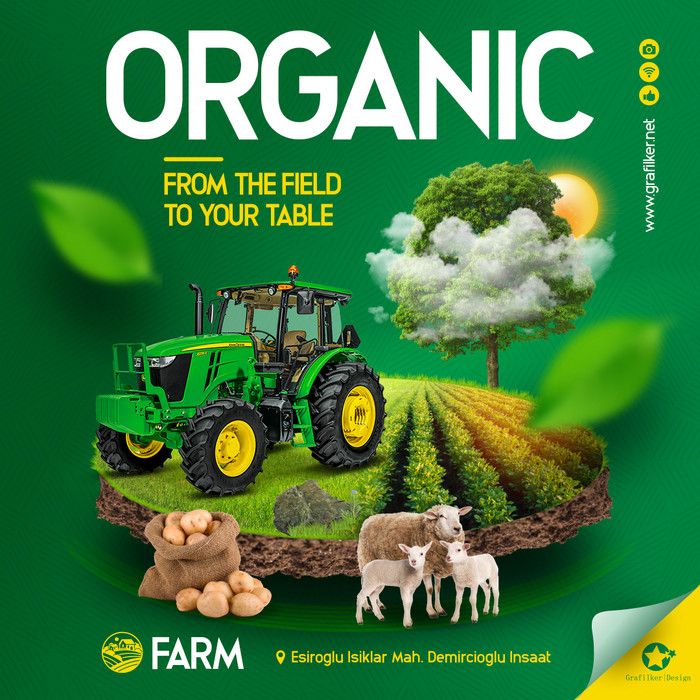 ORGANIC
FROM THE FIELD
TO YOUR TABLE
www.grafilker.net
FARM
Esiroglu Isiklar Mah. Demircioglu Insaat
Grafilker|Design